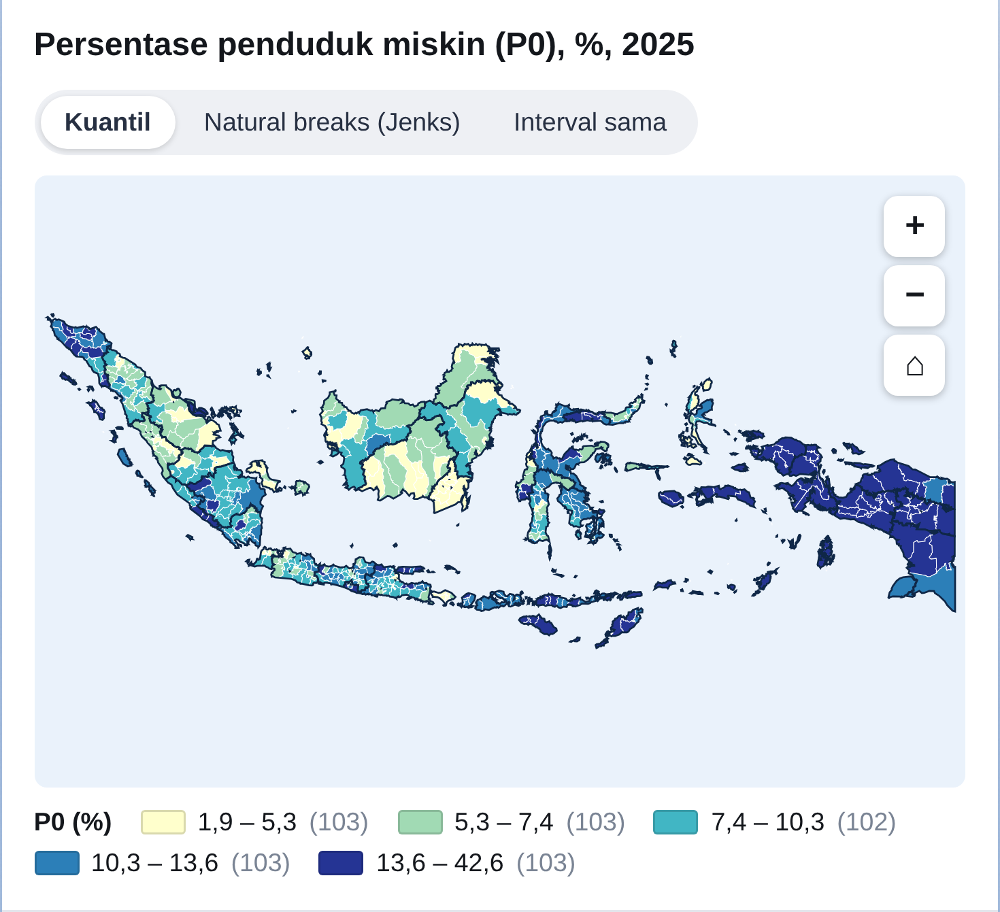 Persentase penduduk miskin (P0), %, 2025
Kuantil Natural breaks (Jenks) Interval sama
+
−
⌂
P0 (%) 1,9 – 5,3 (103) 5,3 – 7,4 (103) 7,4 – 10,3 (102)
10,3 – 13,6 (103) 13,6 – 42,6 (103)